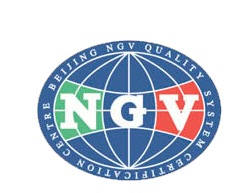 BEIJING NGV QUALITY SYSTEM CERTIFICATION CENTRE
NGV